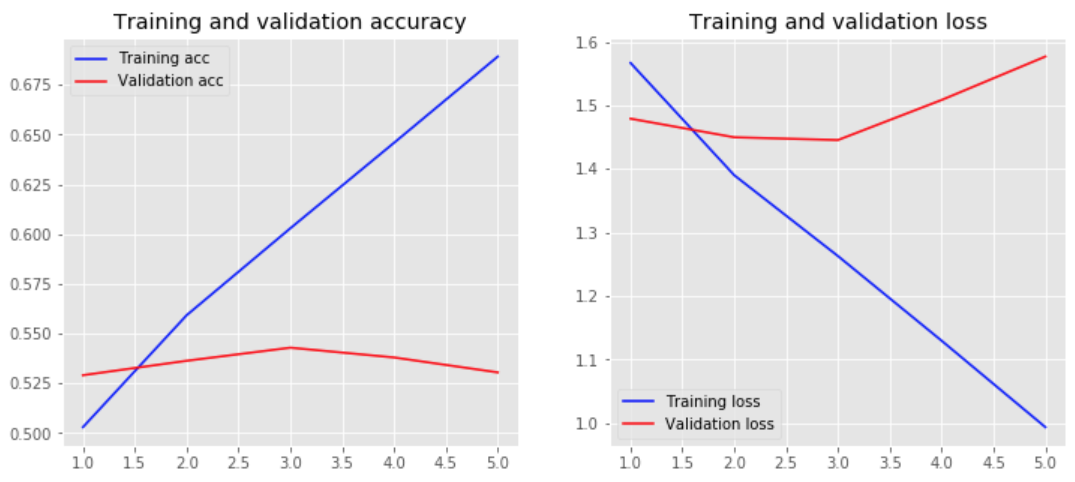 Training and validation accuracy
Training acc
Validation acc
0.675
0.650
0.625
0.600
0.575
0.550
0.525
0.500
1.0 1.5 2.0 2.5 3.0 3.5 4.0 4.5 5.0
Training and validation loss
1.6
1.5
1.4
1.3
1.2
1.1
1.0
Training loss
Validation loss
1.0 1.5 2.0 2.5 3.0 3.5 4.0 4.5 5.0